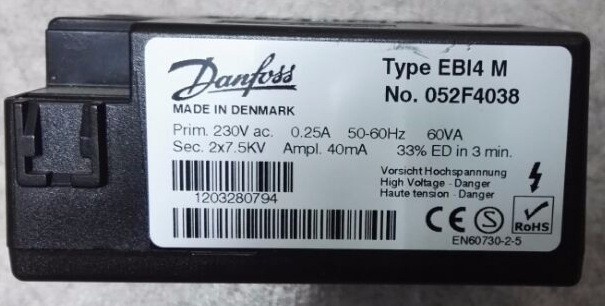 Danfoss
MADE IN DENMARK
Type EBI4 M
No. 052F4038
Prim. 230V ac. 0.25A 50-60Hz 60VA
Sec. 2x7.5KV Ampl. 40mA 33% ED in 3 min.
1203280794
Vorsicht Hochspannnung
High Voltage - Danger
Haute tension - Danger
CE S RoHS
EN60730-2-5